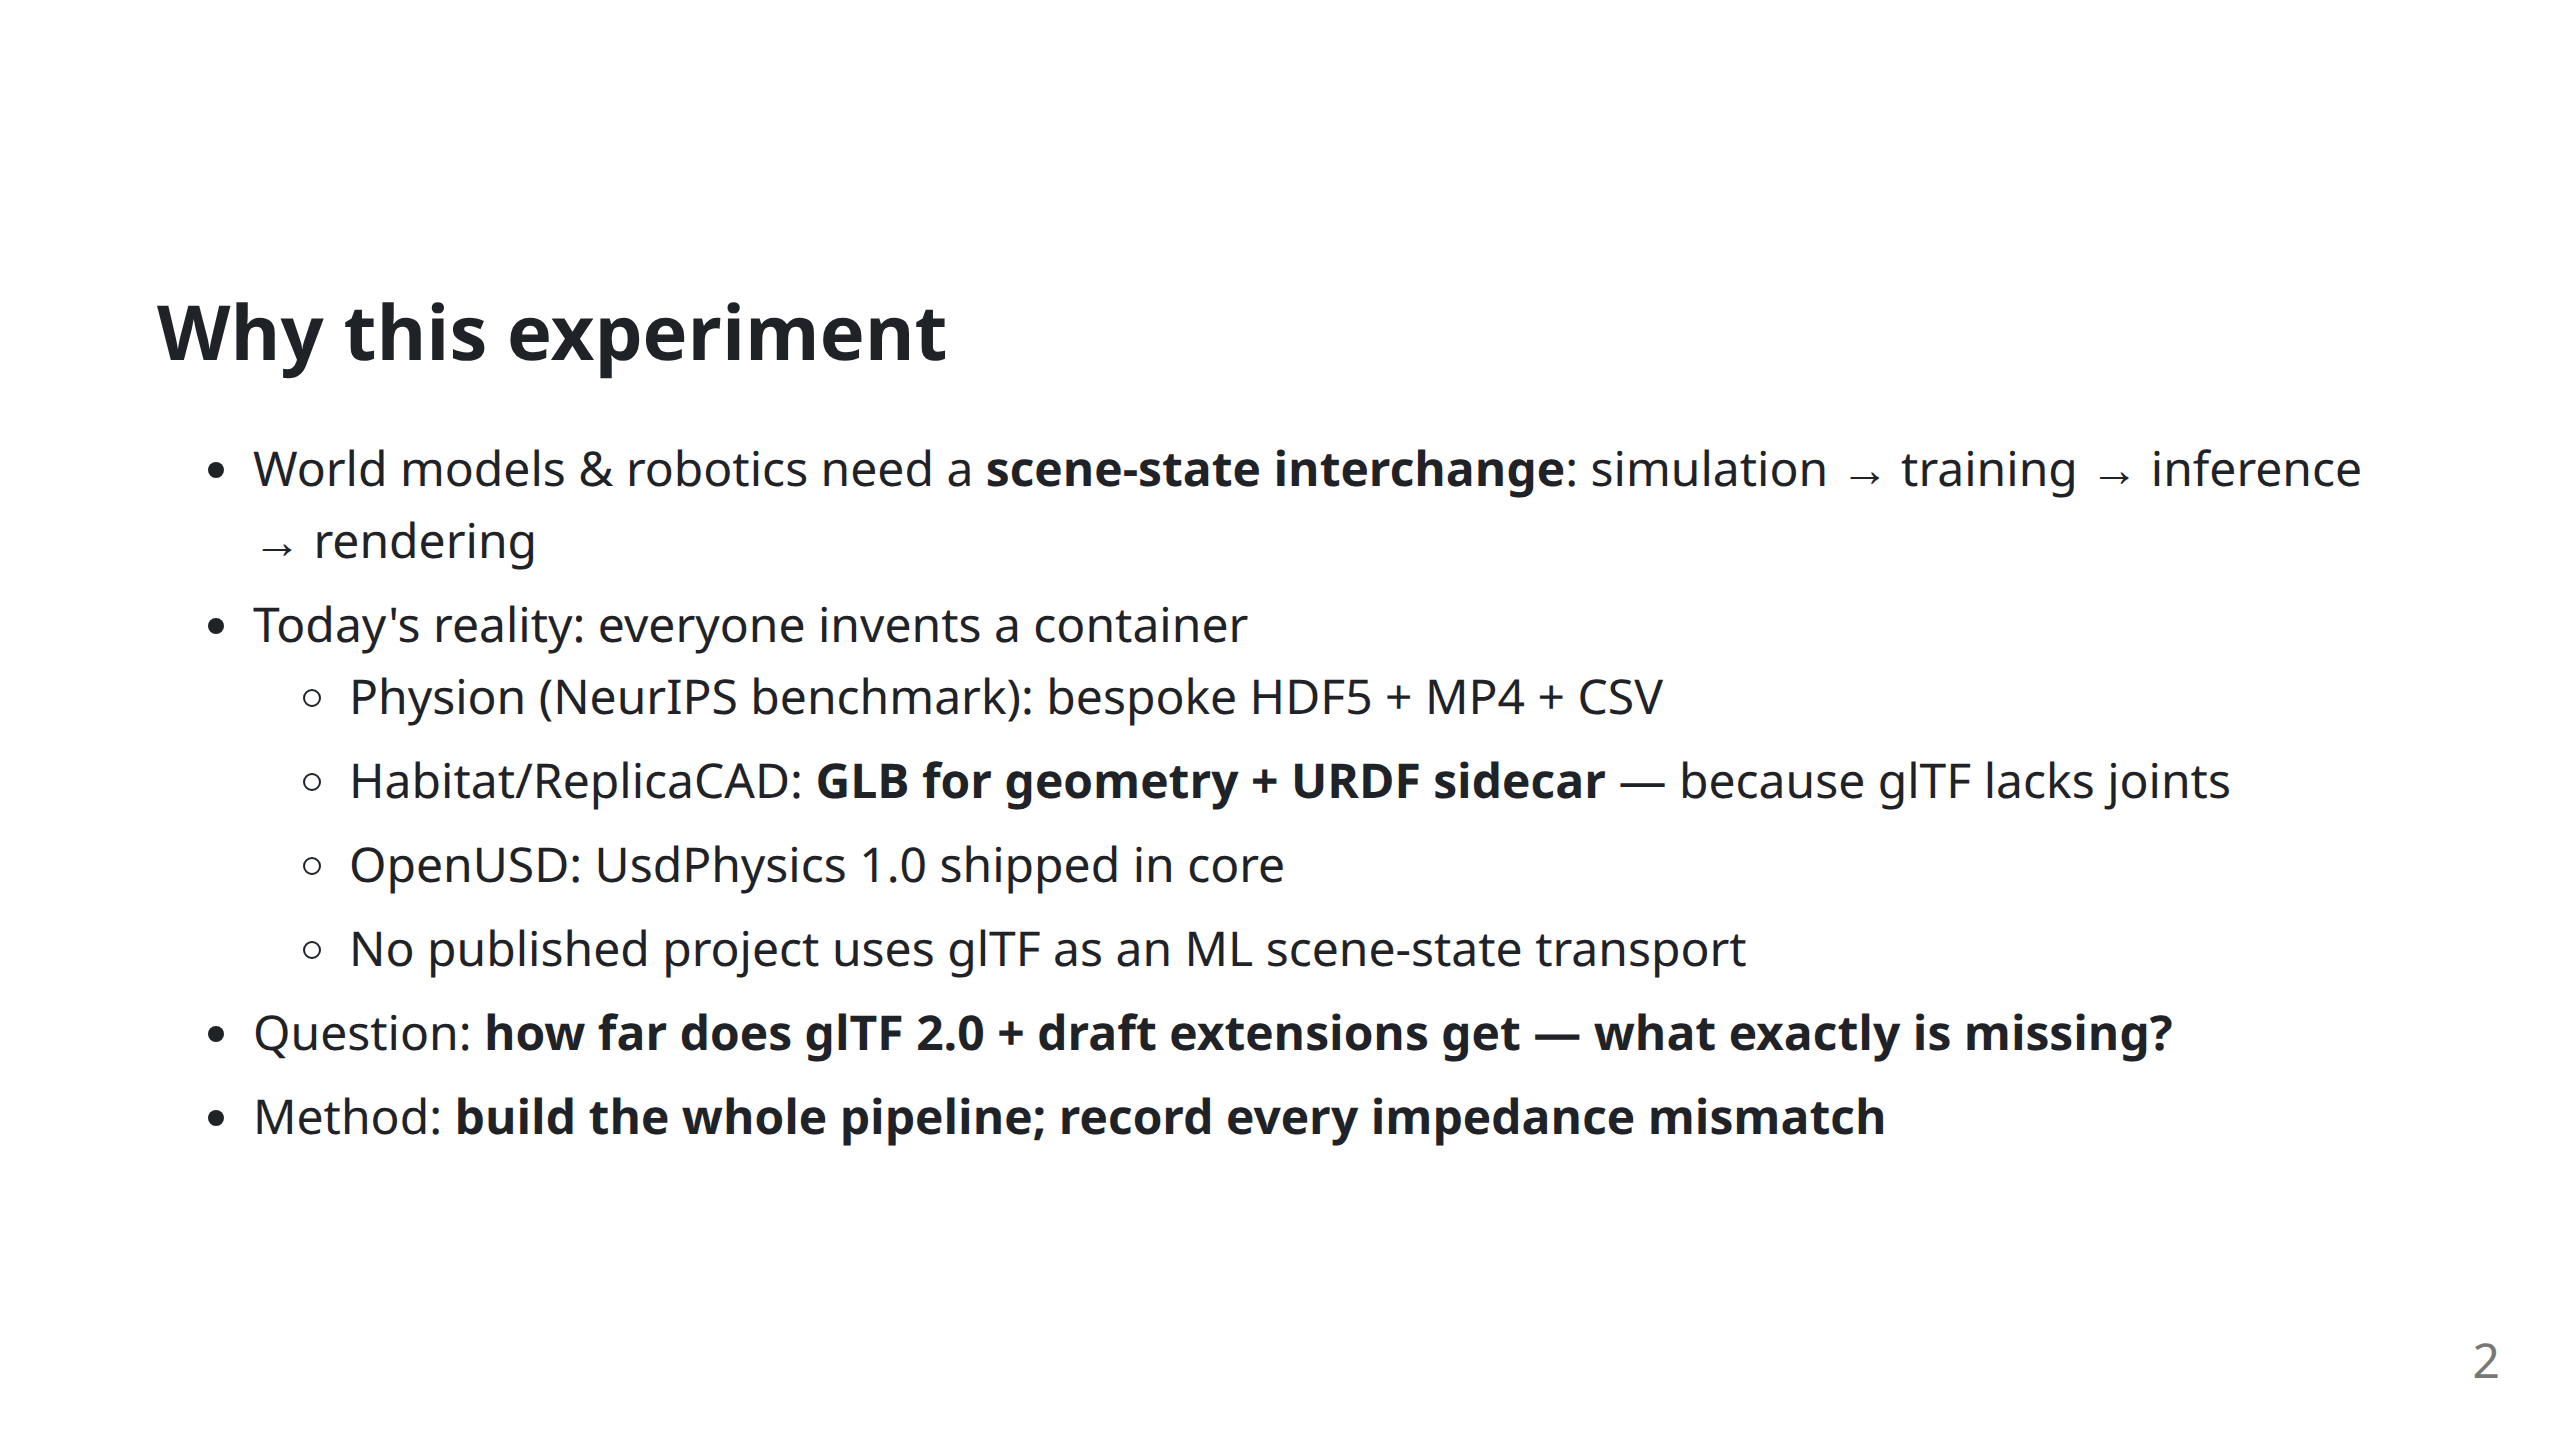 Why this experiment
• World models & robotics need a scene-state interchange: simulation → training → inference
→ rendering
• Today's reality: everyone invents a container
◦ Physion (NeurIPS benchmark): bespoke HDF5 + MP4 + CSV
◦ Habitat/ReplicaCAD: GLB for geometry + URDF sidecar — because glTF lacks joints
◦ OpenUSD: UsdPhysics 1.0 shipped in core
◦ No published project uses glTF as an ML scene-state transport
• Question: how far does glTF 2.0 + draft extensions get — what exactly is missing?
• Method: build the whole pipeline; record every impedance mismatch
2